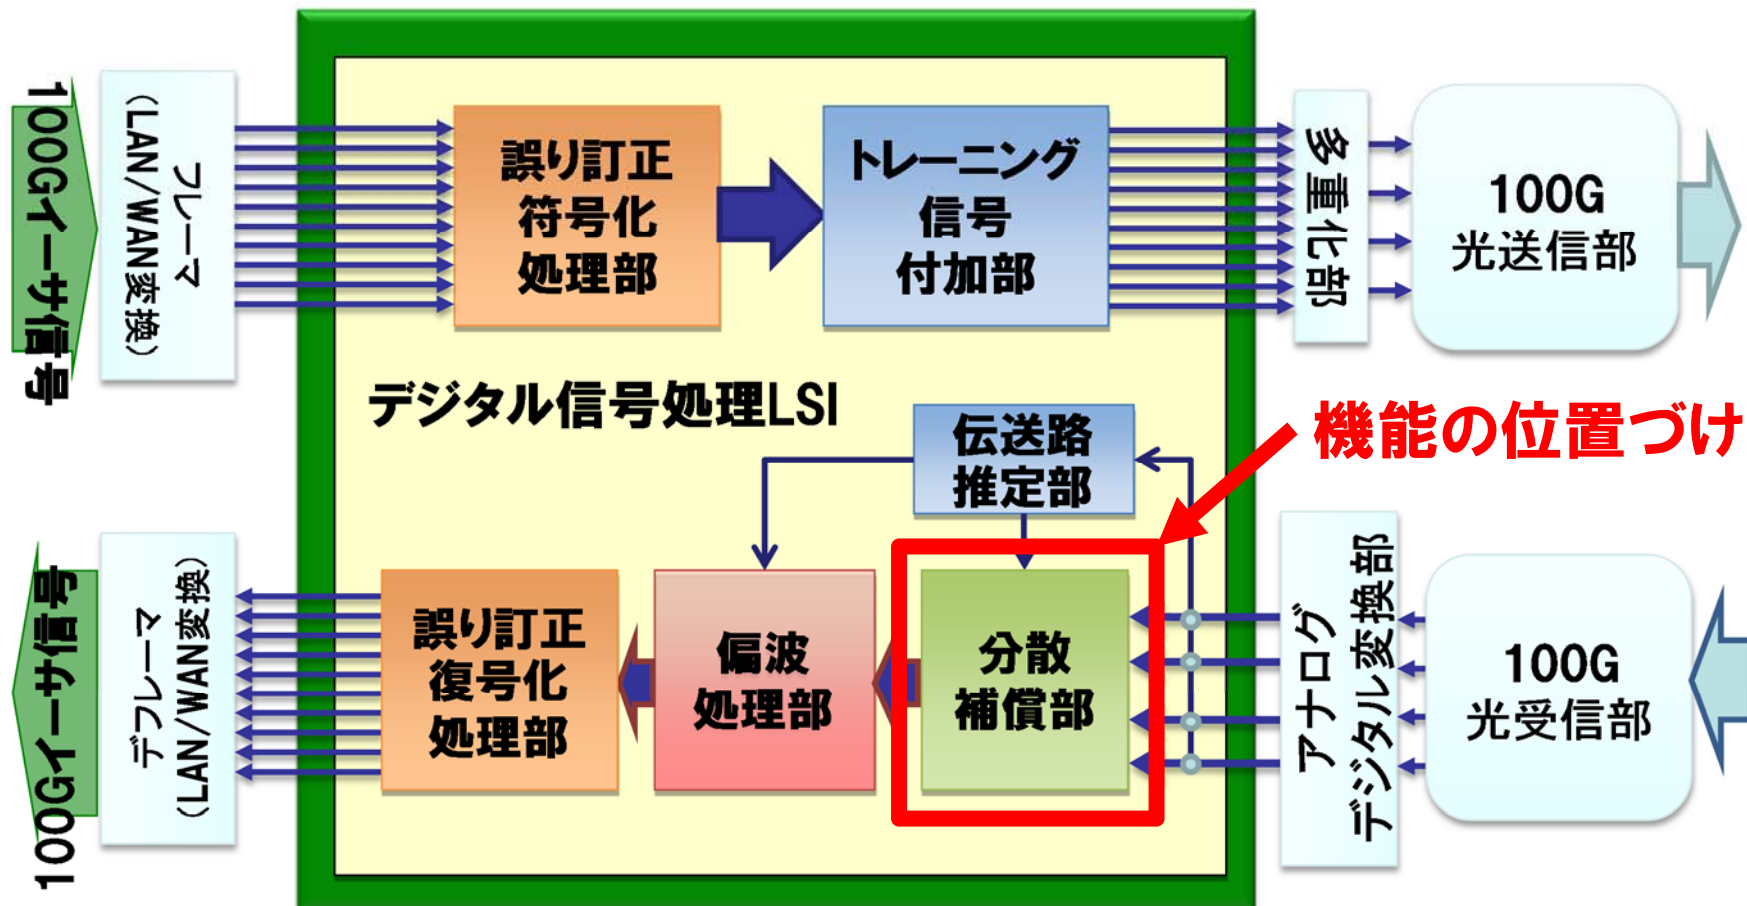 100Gイーサ信号
フレーマ
(LAN/WAN変換)
誤り訂正
符号化
処理部
トレーニング
信号
付加部
多重化部
100G
光送信部
デジタル信号処理LSI
伝送路
推定部
機能の位置づけ
100Gイーサ信号
デフレーマ
(LAN/WAN変換)
誤り訂正
復号化
処理部
偏波
処理部
分散
補償部
アナログ
デジタル変換部
100G
光受信部